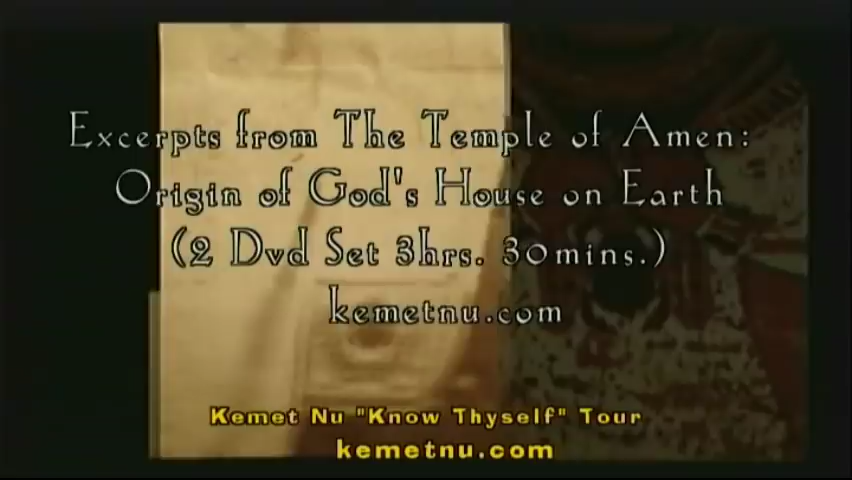 Excerpts from The Temple of Amen:
Origin of God's House on Earth
(2 Dvd Set 3hrs. 30mins.)
kemetnu.com
Kemet Nu "Know Thyself" Tour
kemetnu.com